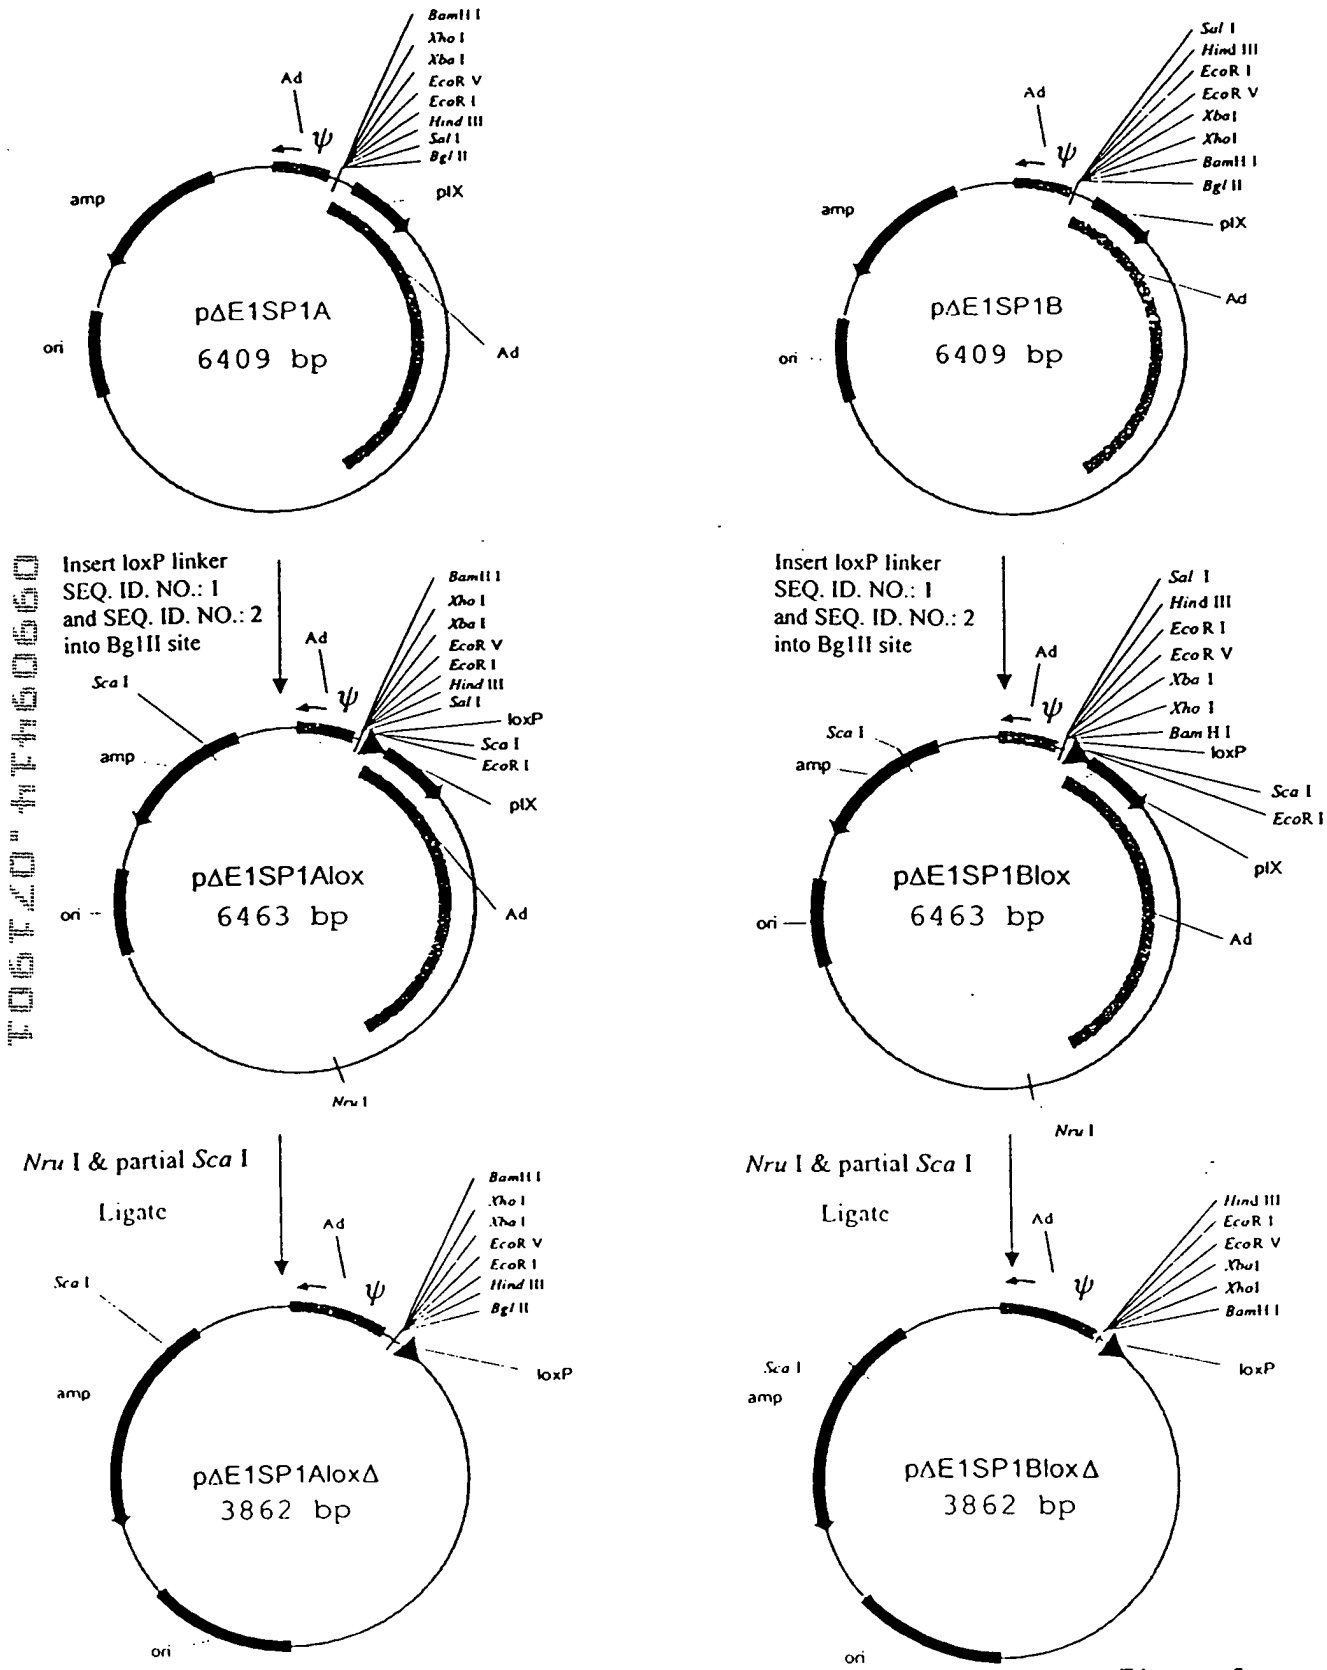 BamH I
Xho I
Xba I
EcoR V
EcoR I
Hind III
Sal I
Bgl II
Ad
ψ
pIX
amp
pΔE1SP1A
6409 bp
ori
Ad
Sal I
Hind III
EcoR I
EcoR V
Xba I
Xho I
BamH I
Bgl II
Ad
ψ
pIX
amp
Ad
pΔE1SP1B
6409 bp
ori
Insert loxP linker
SEQ. ID. NO.: 1
and SEQ. ID. NO.: 2
into Bg1II site
BamH I
Xho I
Xba I
EcoR V
EcoR I
Hind III
Sal I
loxP
Sca I
EcoR I
Ad
ψ
Sca I
amp
pIX
pΔE1SP1Alox
6463 bp
ori
Ad
Nru I
Insert loxP linker
SEQ. ID. NO.: 1
and SEQ. ID. NO.: 2
into Bg1II site
Sal I
Hind III
EcoR I
EcoR V
Xba I
Xho I
BamH I
loxP
Sca I
EcoR I
Ad
ψ
Sca I
amp
pIX
pΔE1SP1Blox
6463 bp
ori
Ad
Nru I
Nru I & partial Sca I
Ligate
BamH I
Xho I
Xba I
EcoR V
EcoR I
Hind III
Bgl II
Ad
ψ
Sca I
loxP
amp
pΔE1SP1AloxΔ
3862 bp
ori
Nru I & partial Sca I
Ligate
Hind III
EcoR I
EcoR V
Xba I
Xho I
BamH I
Ad
ψ
Sca I
loxP
amp
pΔE1SP1BloxΔ
3862 bp
ori